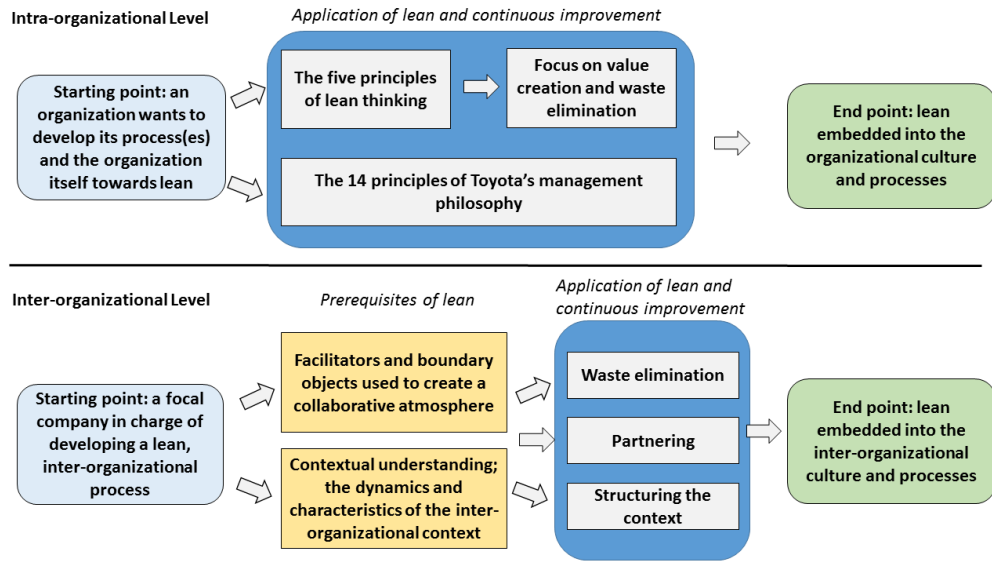 Intra-organizational Level
Application of lean and continuous improvement
Starting point: an
organization wants to
develop its process(es)
and the organization
itself towards lean
The five principles
of lean thinking
Focus on value
creation and waste
elimination
The 14 principles of Toyota’s management
philosophy
End point: lean
embedded into the
organizational culture
and processes
Inter-organizational Level
Prerequisites of lean
Application of lean and
continuous improvement
Starting point: a focal
company in charge of
developing a lean,
inter-organizational
process
Facilitators and boundary
objects used to create a
collaborative atmosphere
Contextual understanding;
the dynamics and
characteristics of the inter-
organizational context
Waste elimination
Partnering
Structuring the
context
End point: lean
embedded into the
inter-organizational
culture and processes